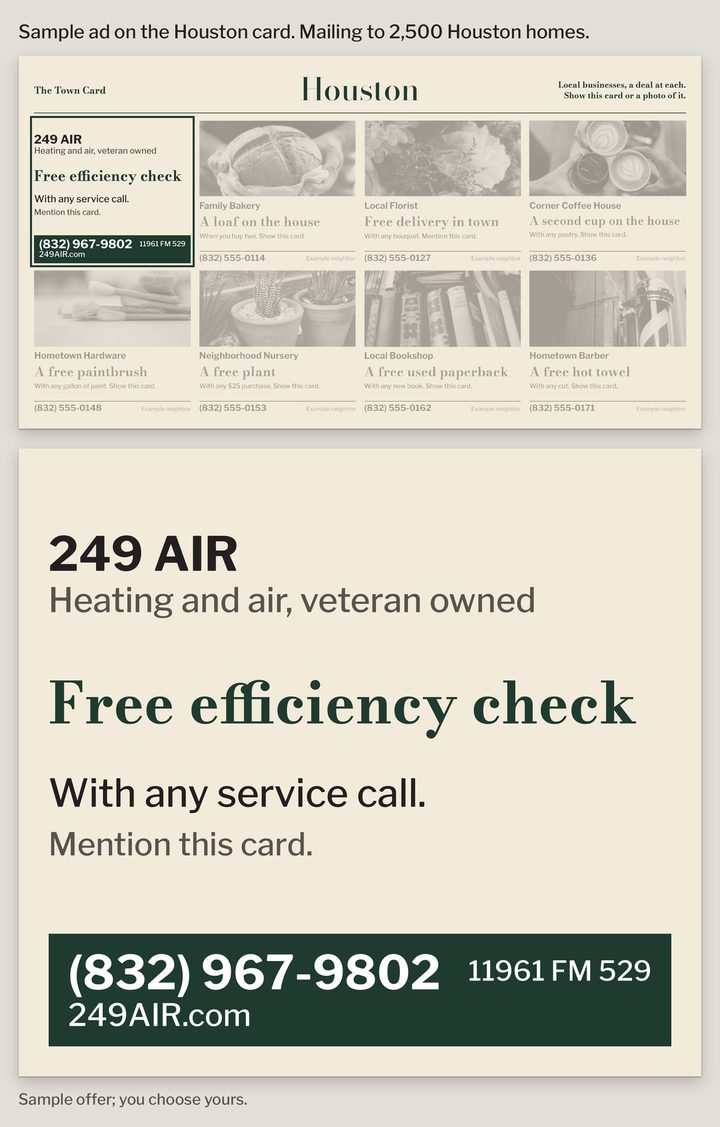 Sample ad on the Houston card. Mailing to 2,500 Houston homes.
The Town Card
Houston
Local businesses, a deal at each.
Show this card or a photo of it.
249 AIR
Heating and air, veteran owned
Free efficiency check
With any service call.
Mention this card.
(832) 967-9802 11961 FM 529
249AIR.com
Family Bakery
A loaf on the house
When you buy two. Show this card.
(832) 555-0114 Example neighbor
Local Florist
Free delivery in town
With any bouquet. Mention this card.
(832) 555-0127 Example neighbor
Corner Coffee House
A second cup on the house
With any pastry. Show this card.
(832) 555-0136 Example neighbor
Hometown Hardware
A free paintbrush
With any gallon of paint. Show this card.
(832) 555-0148 Example neighbor
Neighborhood Nursery
A free plant
With any $25 purchase. Show this card.
(832) 555-0153 Example neighbor
Local Bookshop
A free used paperback
With any new book. Show this card.
(832) 555-0162 Example neighbor
Hometown Barber
A free hot towel
With any cut. Show this card.
(832) 555-0171 Example neighbor
249 AIR
Heating and air, veteran owned
Free efficiency check
With any service call.
Mention this card.
(832) 967-9802 11961 FM 529
249AIR.com
Sample offer; you choose yours.